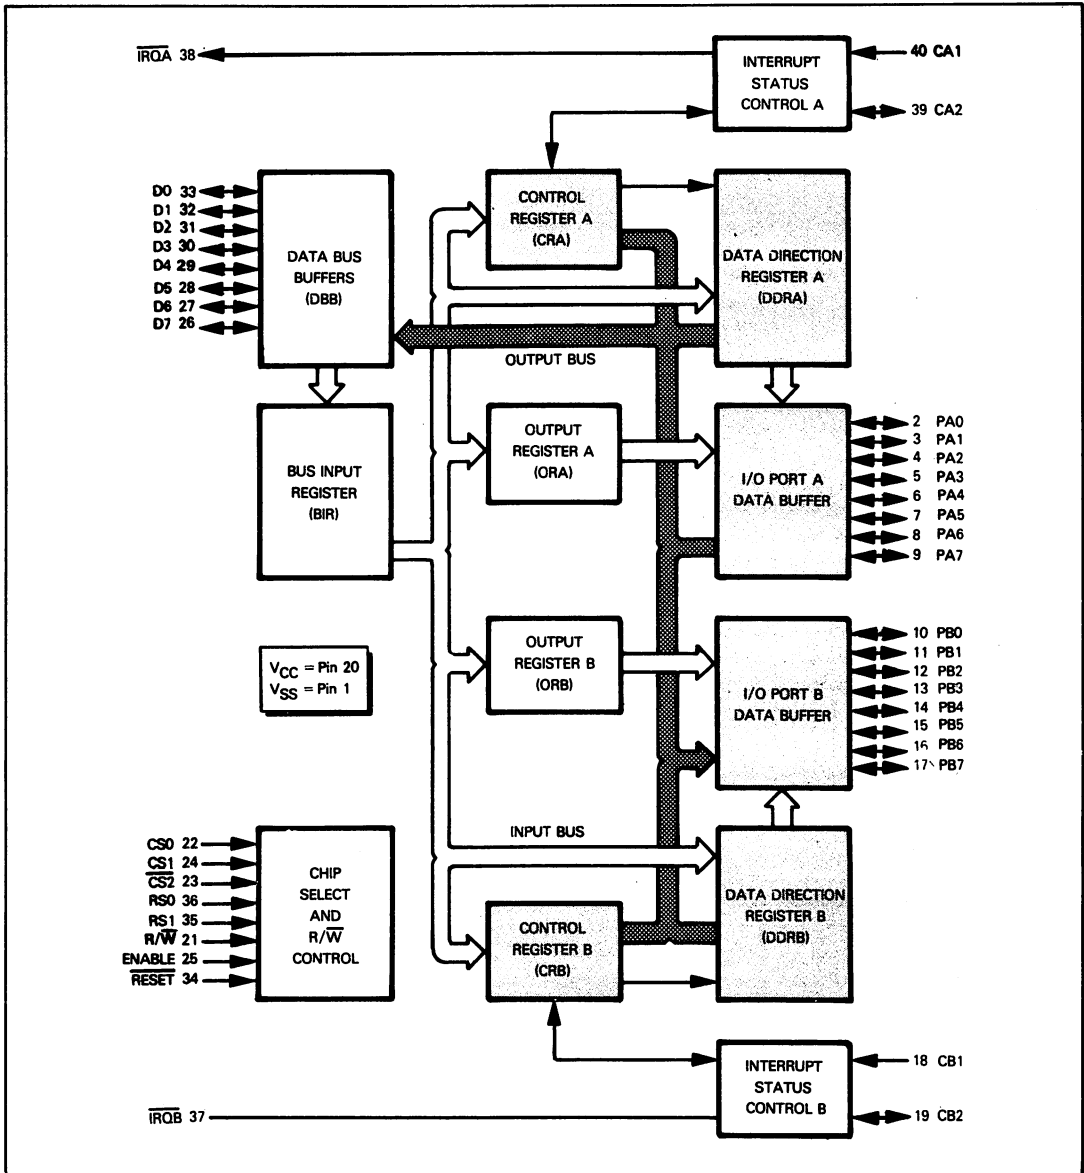 IRQA 38
INTERRUPT
STATUS
CONTROL A
40 CA1
39 CA2
D0 33
D1 32
D2 31
D3 30
D4 29
D5 28
D6 27
D7 26
DATA BUS
BUFFERS
(DBB)
CONTROL
REGISTER A
(CRA)
DATA DIRECTION
REGISTER A
(DDRA)
OUTPUT BUS
BUS INPUT
REGISTER
(BIR)
OUTPUT
REGISTER A
(ORA)
I/O PORT A
DATA BUFFER
2 PA0
3 PA1
4 PA2
5 PA3
6 PA4
7 PA5
8 PA6
9 PA7
VCC = Pin 20
VSS = Pin 1
OUTPUT
REGISTER B
(ORB)
I/O PORT B
DATA BUFFER
10 PB0
11 PB1
12 PB2
13 PB3
14 PB4
15 PB5
16 PB6
17 PB7
INPUT BUS
CS0 22
CS1 24
CS2 23
RS0 36
RS1 35
R/W 21
ENABLE 25
RESET 34
CHIP
SELECT
AND
R/W
CONTROL
CONTROL
REGISTER B
(CRB)
DATA DIRECTION
REGISTER B
(DDRB)
IRQB 37
INTERRUPT
STATUS
CONTROL B
18 CB1
19 CB2